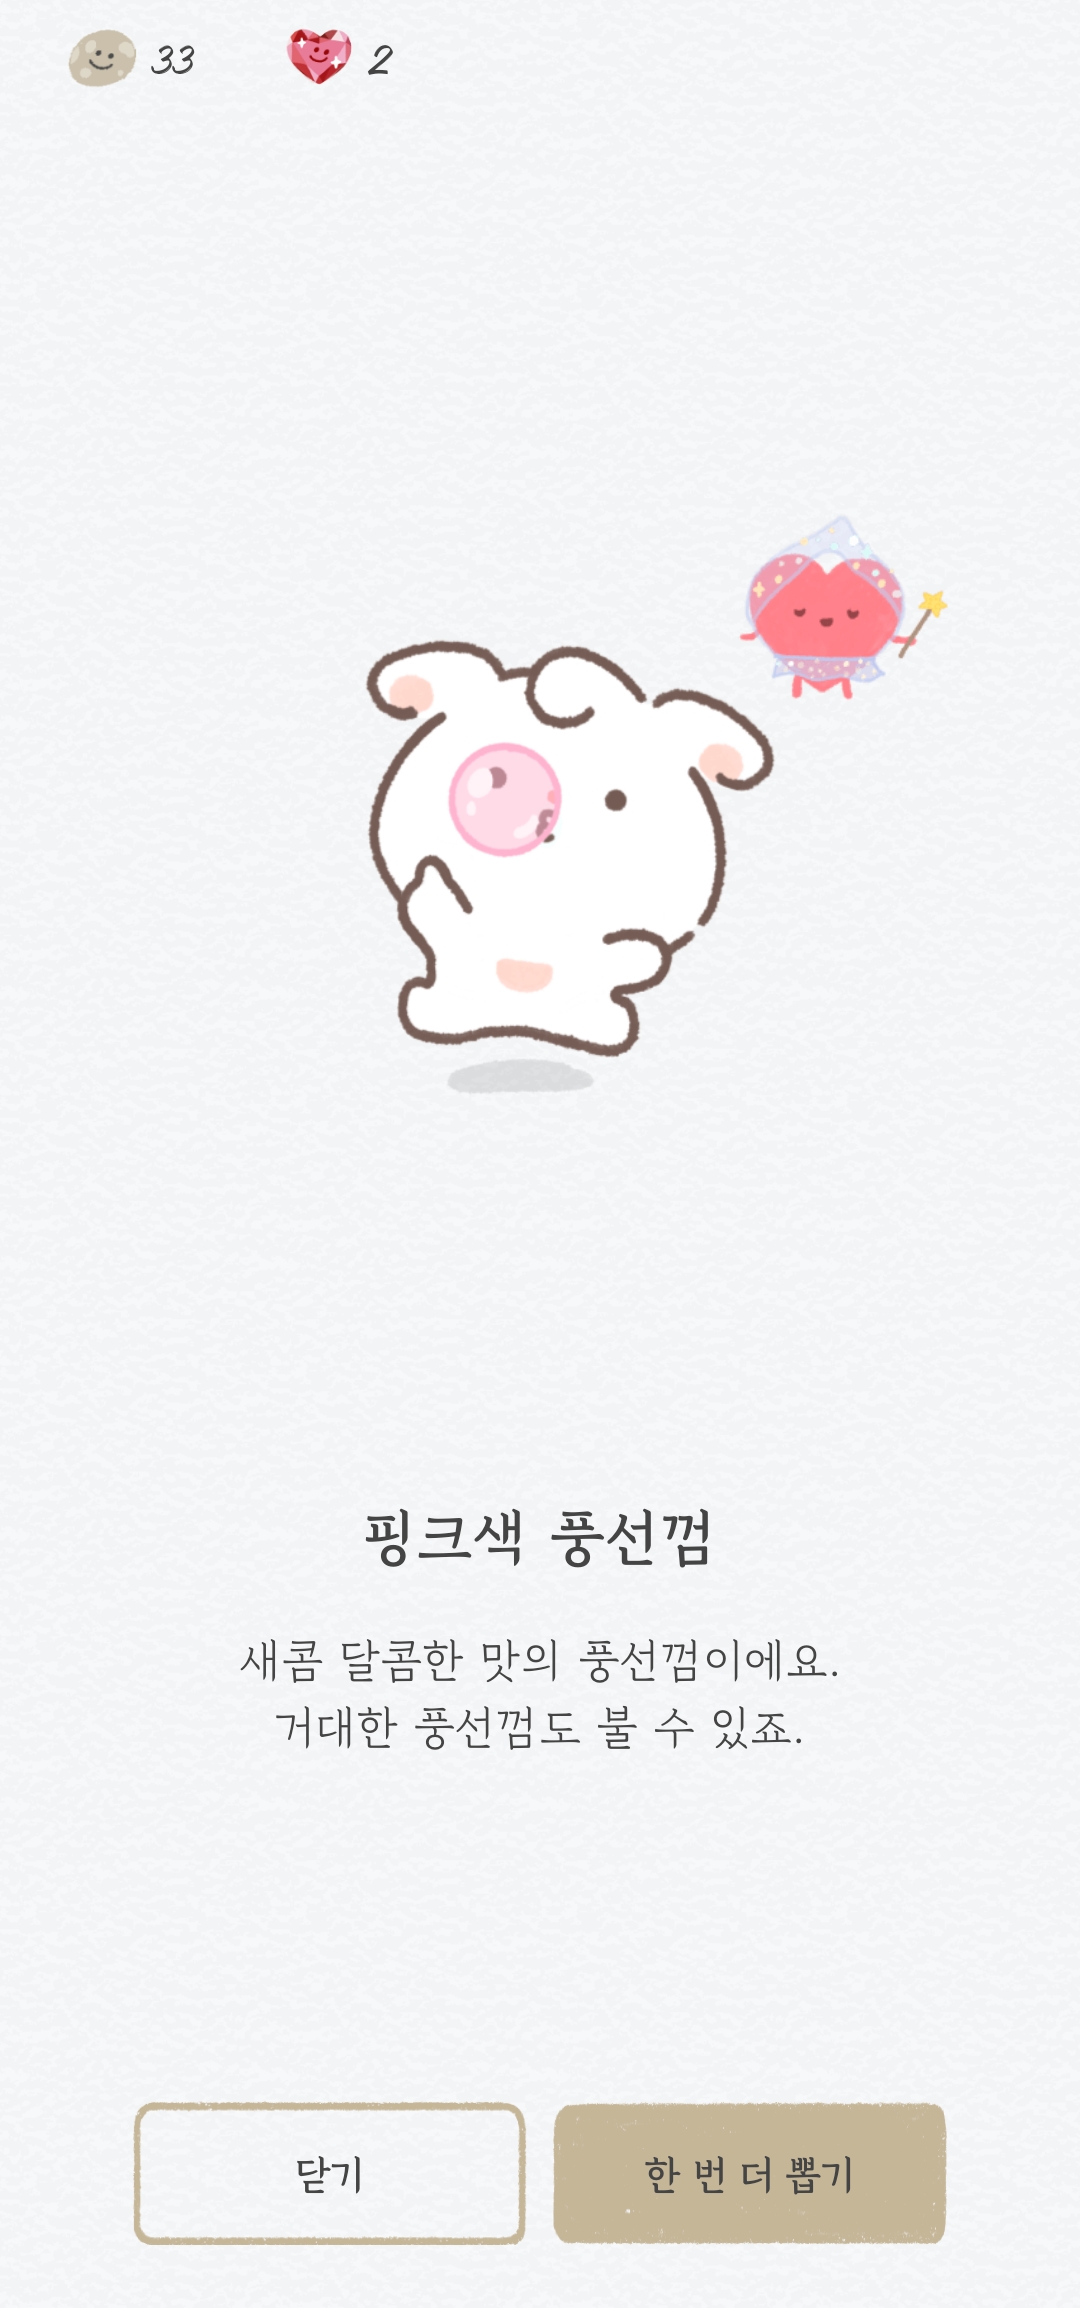 33
2
핑크색 풍선껌
새콤 달콤한 맛의 풍선껌이에요.
거대한 풍선껌도 불 수 있죠.
닫기
한 번 더 뽑기